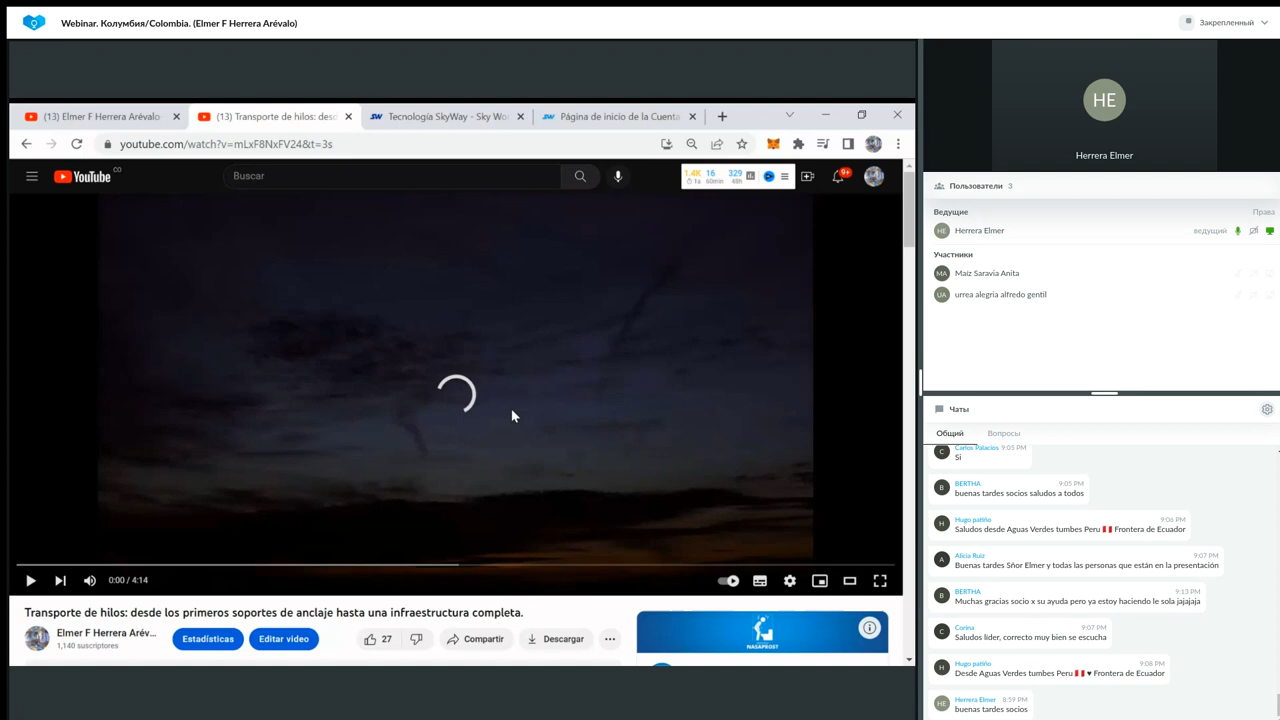 Webinar. Колумбия/Colombia. (Elmer F Herrera Arévalo)
Закрепленный
(13) Elmer F Herrera Arévalo
(13) Transporte de hilos: desd
Tecnología SkyWay - Sky Wo
Página de inicio de la Cuenta
youtube.com/watch?v=mLxF8NxFV24&t=3s
YouTube CO
Buscar
1.4K 16 329
1d 60min 48h
9+
0:00 / 4:14
Transporte de hilos: desde los primeros soportes de anclaje hasta una infraestructura completa.
Elmer F Herrera Arév...
1,140 suscriptores
Estadísticas
Editar video
27
Compartir
Descargar
NASAPROST
HE
Herrera Elmer
Пользователи 3
Ведущие Права
HE Herrera Elmer ведущий
Участники
MA Maíz Saravia Anita
UA urrea alegria alfredo gentil
Чаты
Общий Вопросы
C Carlos Palacios 9:05 PM
Si
B BERTHA 9:05 PM
buenas tardes socios saludos a todos
H Hugo patiño 9:06 PM
Saludos desde Aguas Verdes tumbes Peru 🇵🇪 Frontera de Ecuador
A Alicia Ruiz 9:07 PM
Buenas tardes Sñor Elmer y todas las personas que están en la presentación
B BERTHA 9:13 PM
Muchas gracias socio x su ayuda pero ya estoy haciendo le sola jajajaja
C Corina 9:07 PM
Saludos líder, correcto muy bien se escucha
H Hugo patiño 9:08 PM
Desde Aguas Verdes tumbes Peru 🇵🇪 ♥ Frontera de Ecuador
HE Herrera Elmer 8:59 PM
buenas tardes socios